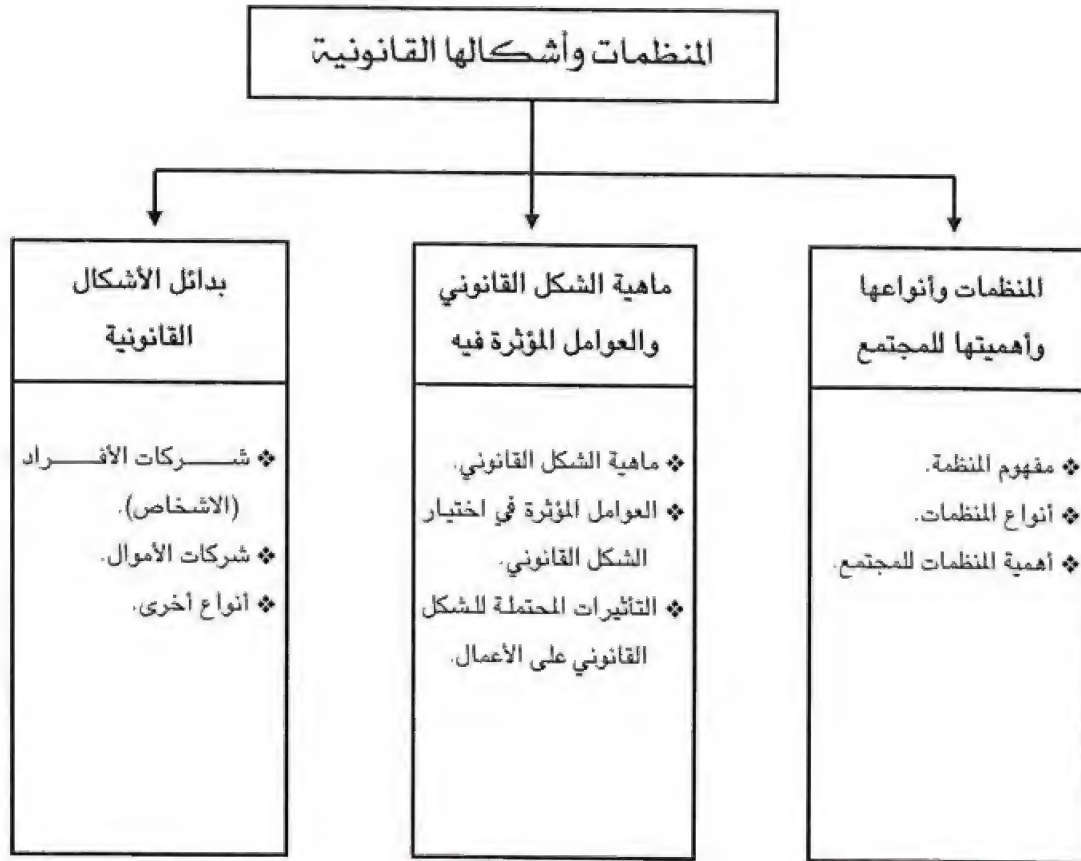 المنظمات وأشكالها القانونية
المنظمات وأنواعها
وأهميتها للمجتمع
❖ مفهوم المنظمة.
❖ أنواع المنظمات.
❖ أهمية المنظمات للمجتمع.
ماهية الشكل القانوني
والعوامل المؤثرة فيه
❖ ماهية الشكل القانوني.
❖ العوامل المؤثرة في اختيار
الشكل القانوني.
❖ التأثيرات المحتملة للشكل
القانوني على الأعمال.
بدائل الأشكال
القانونية
❖ شـــركات الأفـــراد
(الاشخاص).
❖ شركات الأموال.
❖ أنواع أخرى.